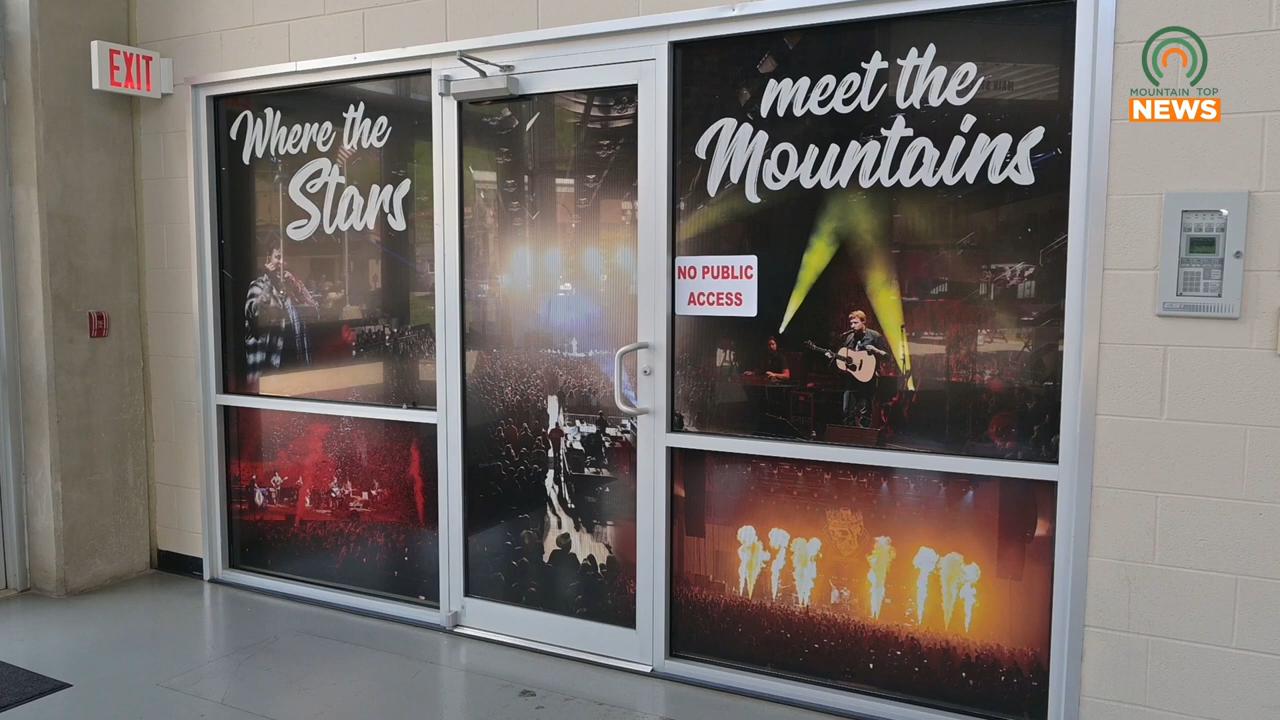 EXIT
Where the
Stars
meet the
Mountains
NO PUBLIC
ACCESS
MOUNTAIN TOP
NEWS